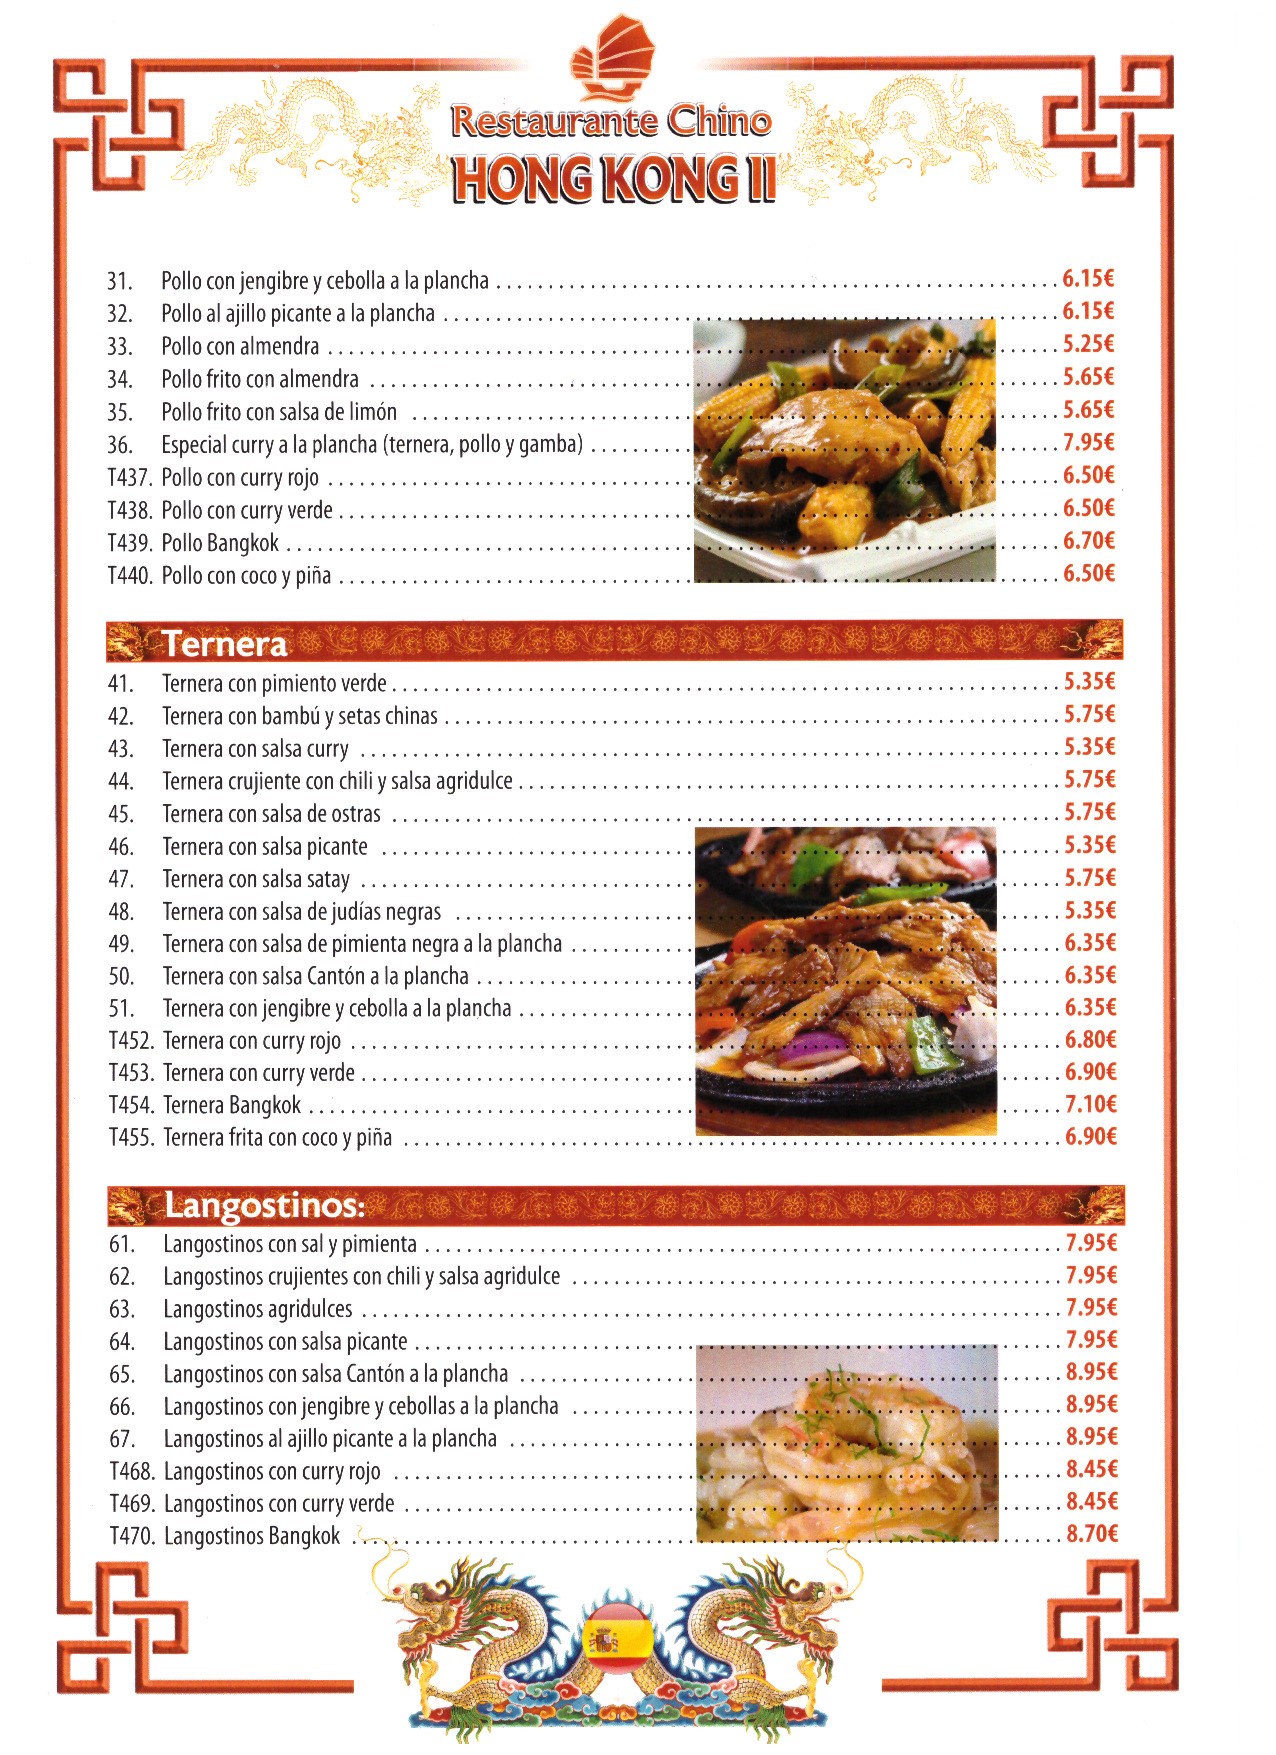 Restaurante Chino
HONG KONG II
31. Pollo con jengibre y cebolla a la plancha 6.15€
32. Pollo al ajillo picante a la plancha 6.15€
33. Pollo con almendra 5.25€
34. Pollo frito con almendra 5.65€
35. Pollo frito con salsa de limón 5.65€
36. Especial curry a la plancha (ternera, pollo y gamba) 7.95€
T437. Pollo con curry rojo 6.50€
T438. Pollo con curry verde 6.50€
T439. Pollo Bangkok 6.70€
T440. Pollo con coco y piña 6.50€
Ternera
41. Ternera con pimiento verde 5.35€
42. Ternera con bambú y setas chinas 5.75€
43. Ternera con salsa curry 5.35€
44. Ternera crujiente con chili y salsa agridulce 5.75€
45. Ternera con salsa de ostras 5.75€
46. Ternera con salsa picante 5.35€
47. Ternera con salsa satay 5.75€
48. Ternera con salsa de judías negras 5.35€
49. Ternera con salsa de pimienta negra a la plancha 6.35€
50. Ternera con salsa Cantón a la plancha 6.35€
51. Ternera con jengibre y cebolla a la plancha 6.35€
T452. Ternera con curry rojo 6.80€
T453. Ternera con curry verde 6.90€
T454. Ternera Bangkok 7.10€
T455. Ternera frita con coco y piña 6.90€
Langostinos:
61. Langostinos con sal y pimienta 7.95€
62. Langostinos crujientes con chili y salsa agridulce 7.95€
63. Langostinos agridulces 7.95€
64. Langostinos con salsa picante 7.95€
65. Langostinos con salsa Cantón a la plancha 8.95€
66. Langostinos con jengibre y cebollas a la plancha 8.95€
67. Langostinos al ajillo picante a la plancha 8.95€
T468. Langostinos con curry rojo 8.45€
T469. Langostinos con curry verde 8.45€
T470. Langostinos Bangkok 8.70€